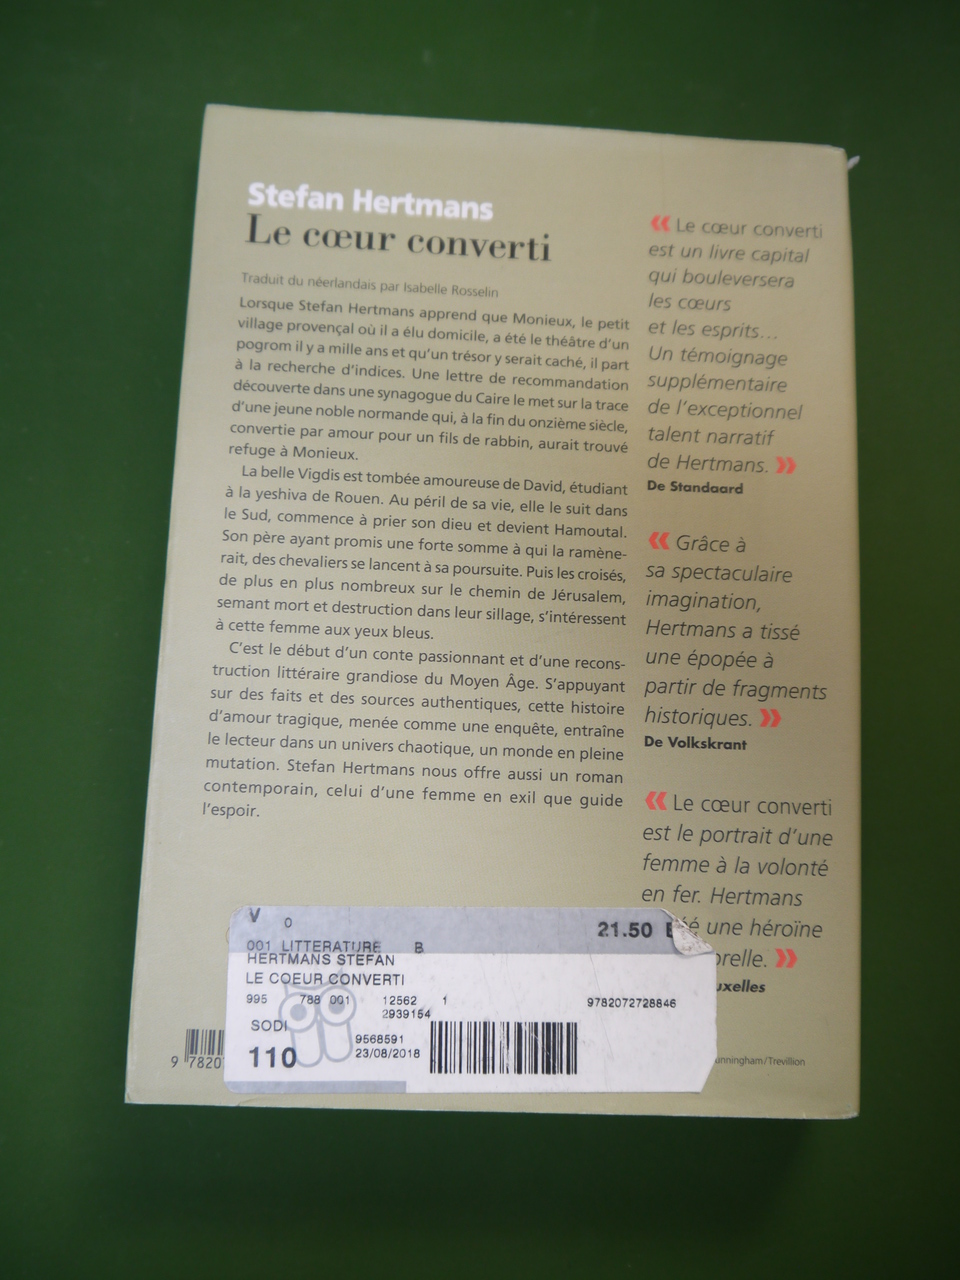 Stefan Hertmans
Le cœur converti
Traduit du néerlandais par Isabelle Rosselin
Lorsque Stefan Hertmans apprend que Monieux, le petit
village provençal où il a élu domicile, a été le théâtre d'un
pogrom il y a mille ans et qu'un trésor y serait caché, il part
à la recherche d'indices. Une lettre de recommandation
découverte dans une synagogue du Caire le met sur la trace
d'une jeune noble normande qui, à la fin du onzième siècle,
convertie par amour pour un fils de rabbin, aurait trouvé
refuge à Monieux.
La belle Vigdis est tombée amoureuse de David, étudiant
à la yeshiva de Rouen. Au péril de sa vie, elle le suit dans
le Sud, commence à prier son dieu et devient Hamoutal.
Son père ayant promis une forte somme à qui la ramène-
rait, des chevaliers se lancent à sa poursuite. Puis les croisés,
de plus en plus nombreux sur le chemin de Jérusalem,
semant mort et destruction dans leur sillage, s'intéressent
à cette femme aux yeux bleus.
C'est le début d'un conte passionnant et d'une recons-
truction littéraire grandiose du Moyen Âge. S'appuyant
sur des faits et des sources authentiques, cette histoire
d'amour tragique, menée comme une enquête, entraîne
le lecteur dans un univers chaotique, un monde en pleine
mutation. Stefan Hertmans nous offre aussi un roman
contemporain, celui d'une femme en exil que guide
l'espoir.
« Le cœur converti
est un livre capital
qui bouleversera
les cœurs
et les esprits...
Un témoignage
supplémentaire
de l'exceptionnel
talent narratif
de Hertmans. »
De Standaard
« Grâce à
sa spectaculaire
imagination,
Hertmans a tissé
une épopée à
partir de fragments
historiques. »
De Volkskrant
« Le cœur converti
est le portrait d'une
femme à la volonté
en fer. Hertmans
éé une héroïne
orelle. »
uxelles
V 0
21.50
001 LITTERATURE B
HERTMANS STEFAN
LE COEUR CONVERTI
995 788 001 12562 1 9782072728846
2939154
SODI
9568591
110 23/08/2018
9 7820
unningham/Trevillion